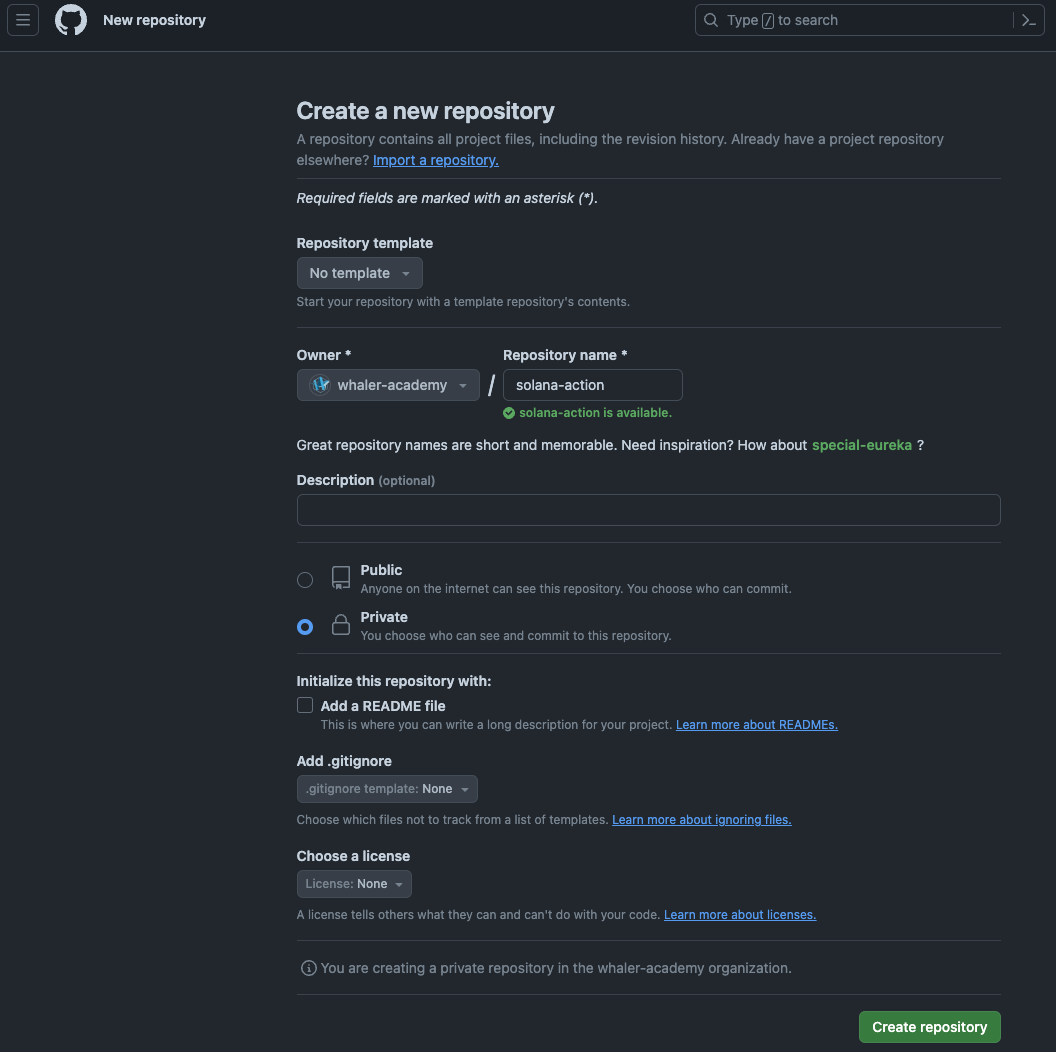 New repository
Type / to search
Create a new repository
A repository contains all project files, including the revision history. Already have a project repository
elsewhere? Import a repository.
Required fields are marked with an asterisk (*).
Repository template
No template
Start your repository with a template repository's contents.
Owner *
Repository name *
whaler-academy
/
solana-action
solana-action is available.
Great repository names are short and memorable. Need inspiration? How about special-eureka ?
Description (optional)
Public
Anyone on the internet can see this repository. You choose who can commit.
Private
You choose who can see and commit to this repository.
Initialize this repository with:
Add a README file
This is where you can write a long description for your project. Learn more about READMEs.
Add .gitignore
.gitignore template: None
Choose which files not to track from a list of templates. Learn more about ignoring files.
Choose a license
License: None
A license tells others what they can and can't do with your code. Learn more about licenses.
You are creating a private repository in the whaler-academy organization.
Create repository